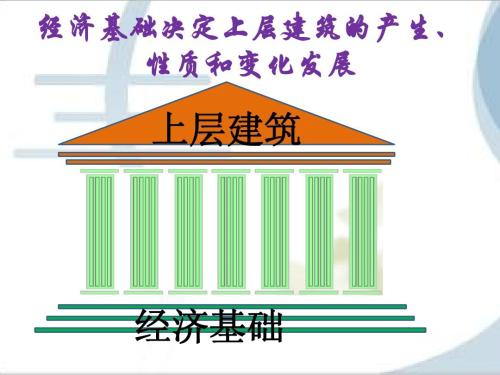 经济基础决定上层建筑的产生、
性质和变化发展
上层建筑
经济基础